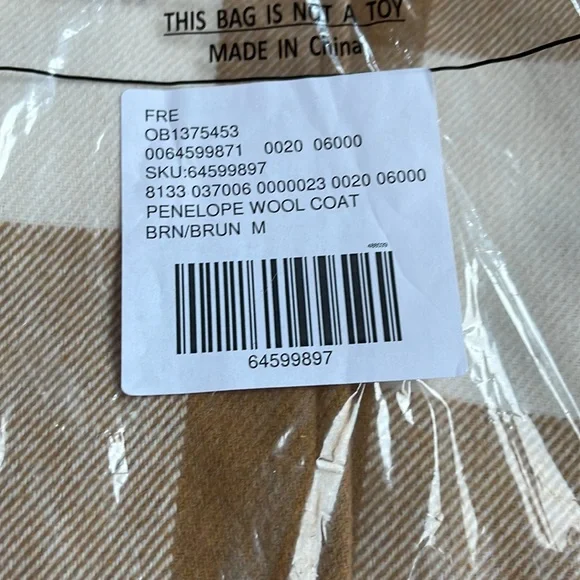 THIS BAG IS NOT A TOY
MADE IN China
FRE
OB1375453
0064599871 0020 06000
SKU:64599897
8133 037006 0000023 0020 06000
PENELOPE WOOL COAT
BRN/BRUN M
64599897